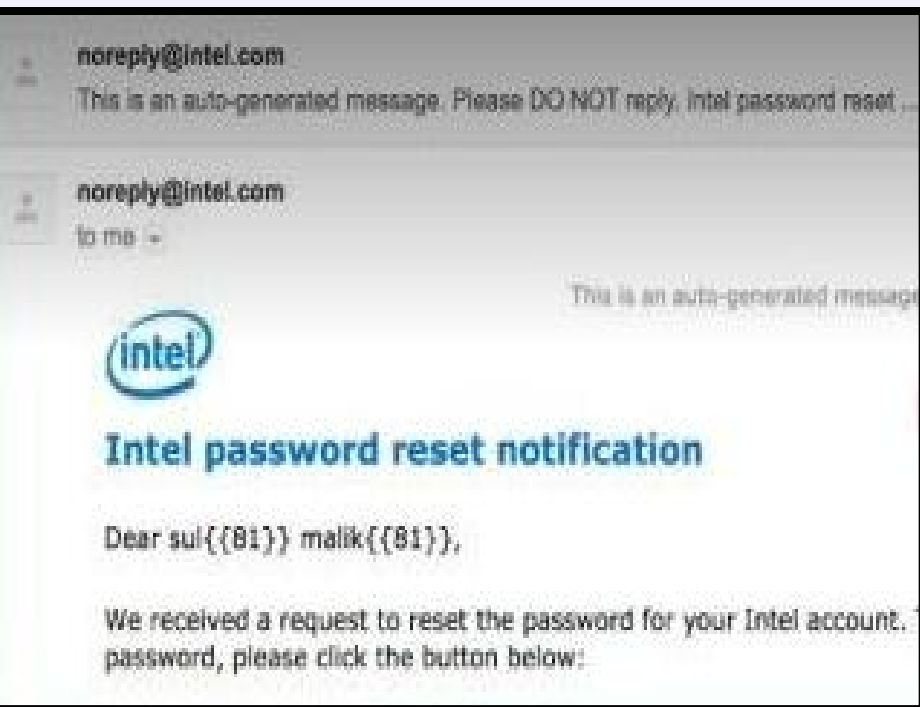 noreply@intel.com
This is an auto-generated message. Please DO NOT reply. Intel password reset ...
noreply@intel.com
to me
This is an auto-generated message
intel
Intel password reset notification
Dear sul{{81}} malik{{81}},
We received a request to reset the password for your Intel account.
password, please click the button below: